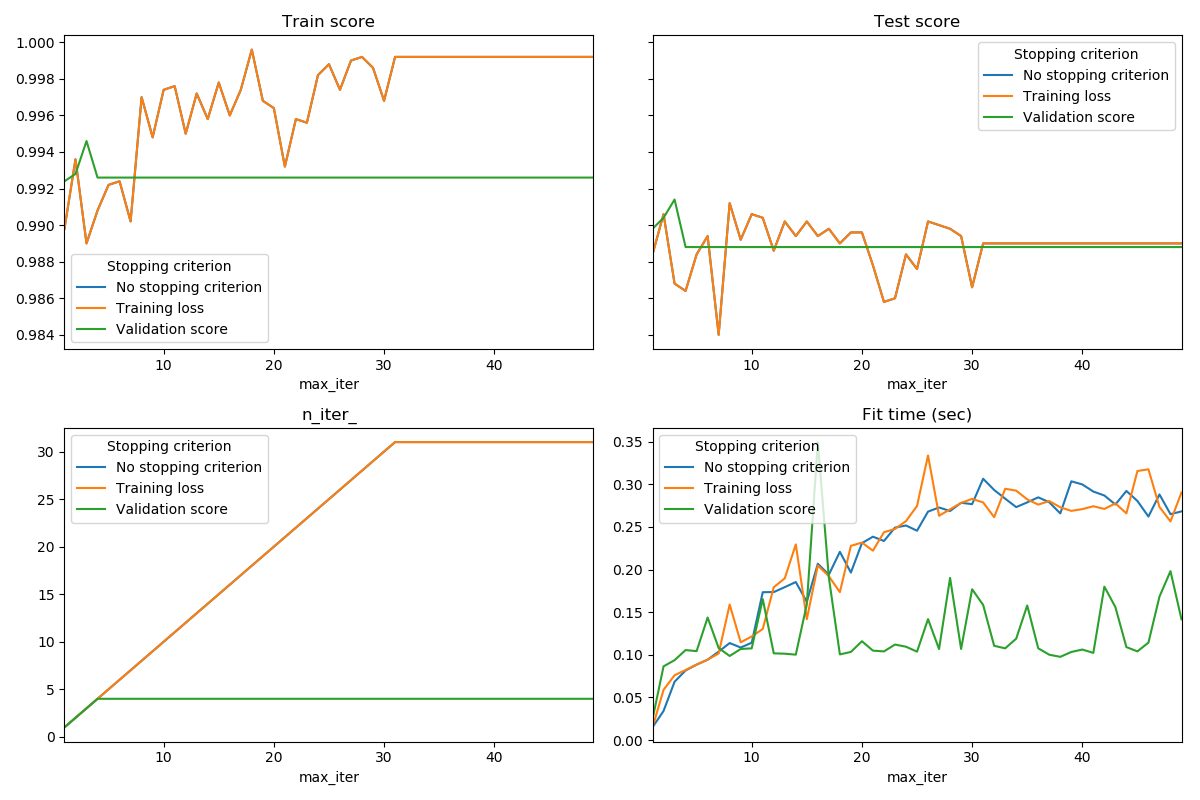 Train score
1.000
0.998
0.996
0.994
0.992
0.990
0.988
0.986
0.984
Stopping criterion
No stopping criterion
Training loss
Validation score
10 20 30 40
max_iter
Test score
Stopping criterion
No stopping criterion
Training loss
Validation score
10 20 30 40
max_iter
n_iter_
30
25
20
15
10
5
0
Stopping criterion
No stopping criterion
Training loss
Validation score
10 20 30 40
max_iter
Fit time (sec)
0.35
0.30
0.25
0.20
0.15
0.10
0.05
0.00
Stopping criterion
No stopping criterion
Training loss
Validation score
10 20 30 40
max_iter